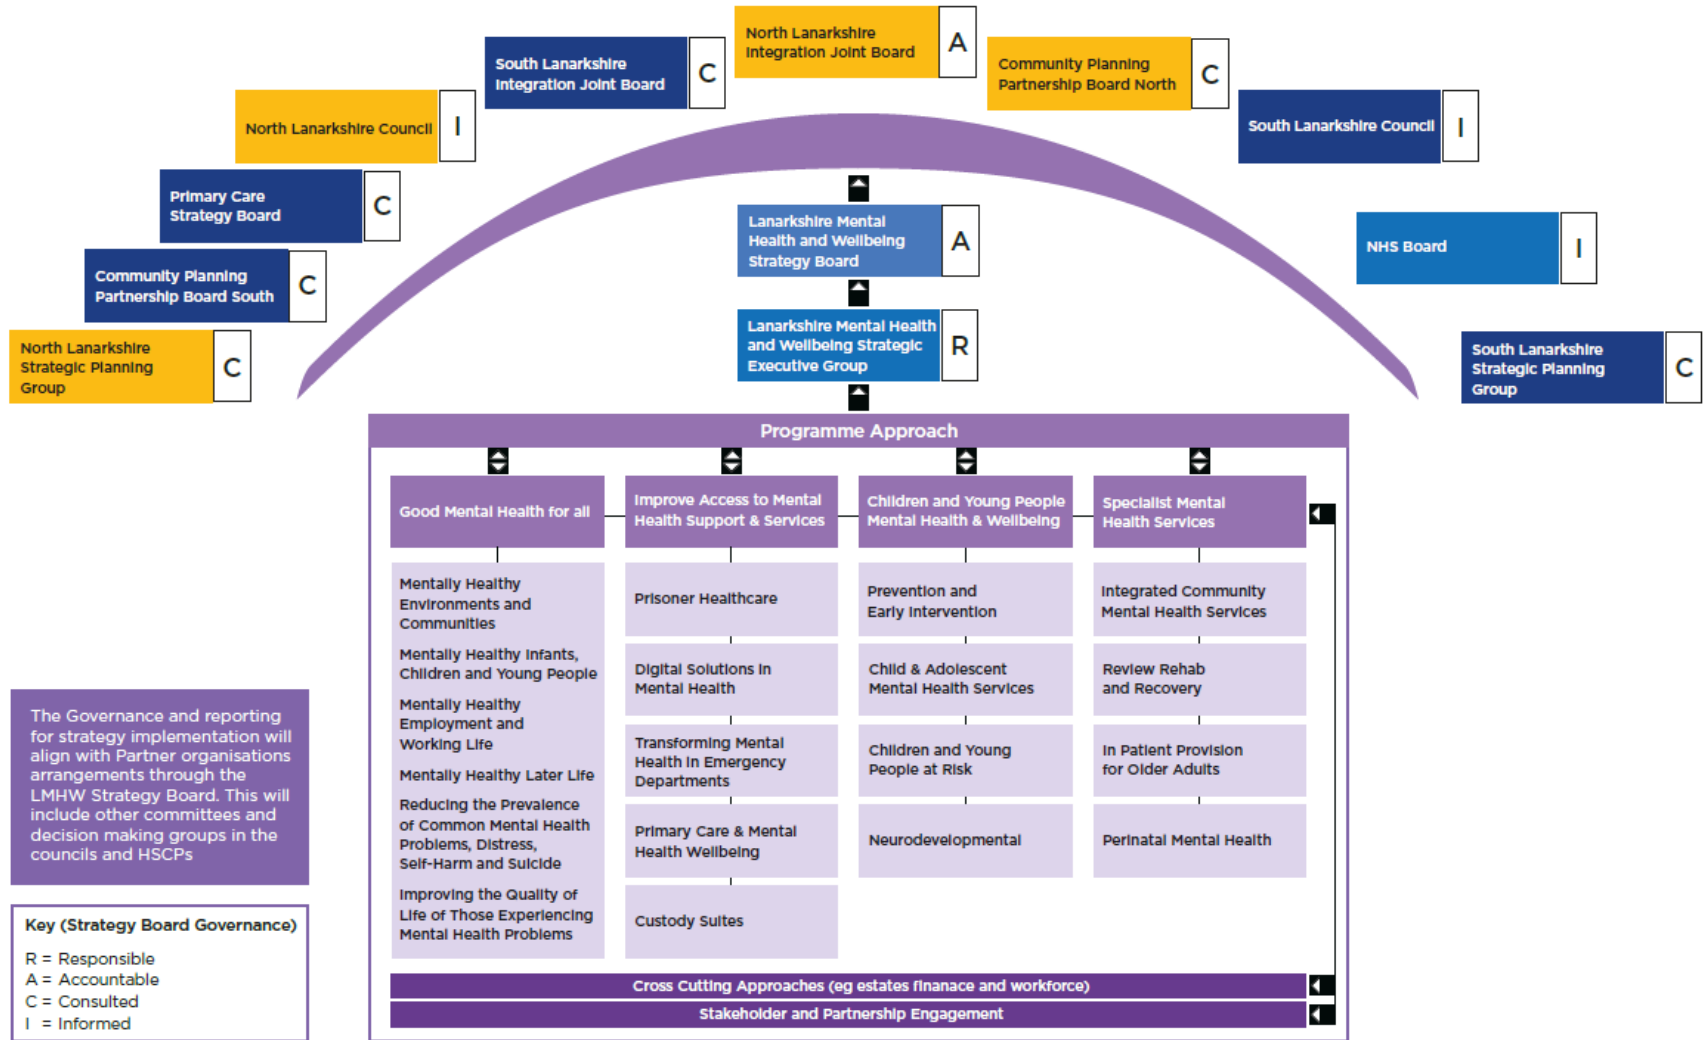 North Lanarkshire
Integration Joint Board
A
South Lanarkshire
Integration Joint Board
C
Community Planning
Partnership Board North
C
North Lanarkshire Council
I
South Lanarkshire Council
I
Primary Care
Strategy Board
C
Lanarkshire Mental
Health and Wellbeing
Strategy Board
A
NHS Board
I
Community Planning
Partnership Board South
C
Lanarkshire Mental Health
and Wellbeing Strategic
Executive Group
R
North Lanarkshire
Strategic Planning
Group
C
South Lanarkshire
Strategic Planning
Group
C
Programme Approach
Good Mental Health for all
Improve Access to Mental
Health Support & Services
Children and Young People
Mental Health & Wellbeing
Specialist Mental
Health Services
Mentally Healthy
Environments and
Communities
Mentally Healthy Infants,
Children and Young People
Mentally Healthy
Employment and
Working Life
Mentally Healthy Later Life
Reducing the Prevalence
of Common Mental Health
Problems, Distress,
Self-Harm and Suicide
Improving the Quality of
Life of Those Experiencing
Mental Health Problems
Prisoner Healthcare
Digital Solutions in
Mental Health
Transforming Mental
Health in Emergency
Departments
Primary Care & Mental
Health Wellbeing
Custody Suites
Prevention and
Early Intervention
Child & Adolescent
Mental Health Services
Children and Young
People at Risk
Neurodevelopmental
Integrated Community
Mental Health Services
Review Rehab
and Recovery
In Patient Provision
for Older Adults
Perinatal Mental Health
Cross Cutting Approaches (eg estates finanace and workforce)
Stakeholder and Partnership Engagement
The Governance and reporting
for strategy implementation will
align with Partner organisations
arrangements through the
LMHW Strategy Board. This will
include other committees and
decision making groups in the
councils and HSCPs
Key (Strategy Board Governance)
R = Responsible
A = Accountable
C = Consulted
I = Informed